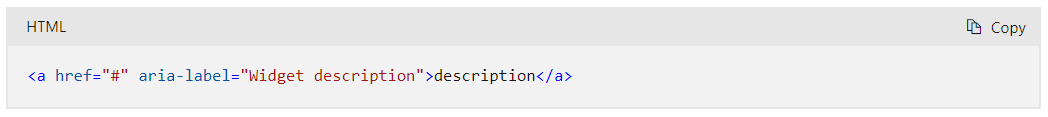 HTML
Copy
<a href="#" aria-label="Widget description">description</a>